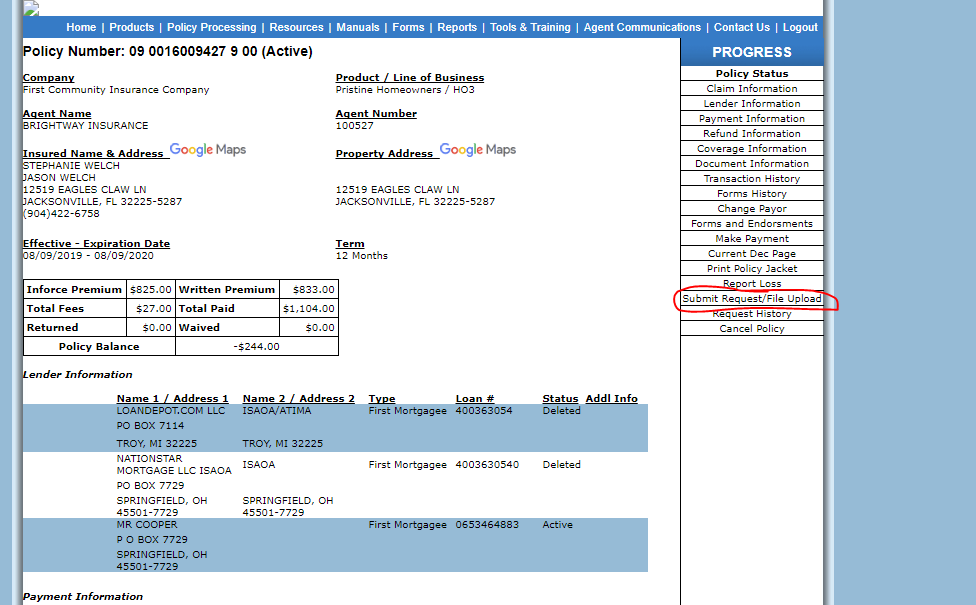 Home | Products | Policy Processing | Resources | Manuals | Forms | Reports | Tools & Training | Agent Communications | Contact Us | Logout
Policy Number: 09 0016009427 9 00 (Active)
Company
First Community Insurance Company
Product / Line of Business
Pristine Homeowners / HO3
Agent Name
BRIGHTWAY INSURANCE
Agent Number
100527
Insured Name & Address Google Maps
STEPHANIE WELCH
JASON WELCH
12519 EAGLES CLAW LN
JACKSONVILLE, FL 32225-5287
(904)422-6758
Property Address Google Maps
12519 EAGLES CLAW LN
JACKSONVILLE, FL 32225-5287
Effective - Expiration Date
08/09/2019 - 08/09/2020
Term
12 Months
Inforce Premium $825.00 Written Premium $833.00
Total Fees $27.00 Total Paid $1,104.00
Returned $0.00 Waived $0.00
Policy Balance -$244.00
Lender Information
Name 1 / Address 1 Name 2 / Address 2 Type Loan # Status Addl Info
LOANDEPOT.COM LLC ISAOA/ATIMA First Mortgagee 400363054 Deleted
PO BOX 7114
TROY, MI 32225 TROY, MI 32225
NATIONSTAR
MORTGAGE LLC ISAOA ISAOA First Mortgagee 4003630540 Deleted
PO BOX 7729
SPRINGFIELD, OH SPRINGFIELD, OH
45501-7729 45501-7729
MR COOPER First Mortgagee 0653464883 Active
P O BOX 7729
SPRINGFIELD, OH
45501-7729
Payment Information
PROGRESS
Policy Status
Claim Information
Lender Information
Payment Information
Refund Information
Coverage Information
Document Information
Transaction History
Forms History
Change Payor
Forms and Endorsments
Make Payment
Current Dec Page
Print Policy Jacket
Report Loss
Submit Request/File Upload
Request History
Cancel Policy